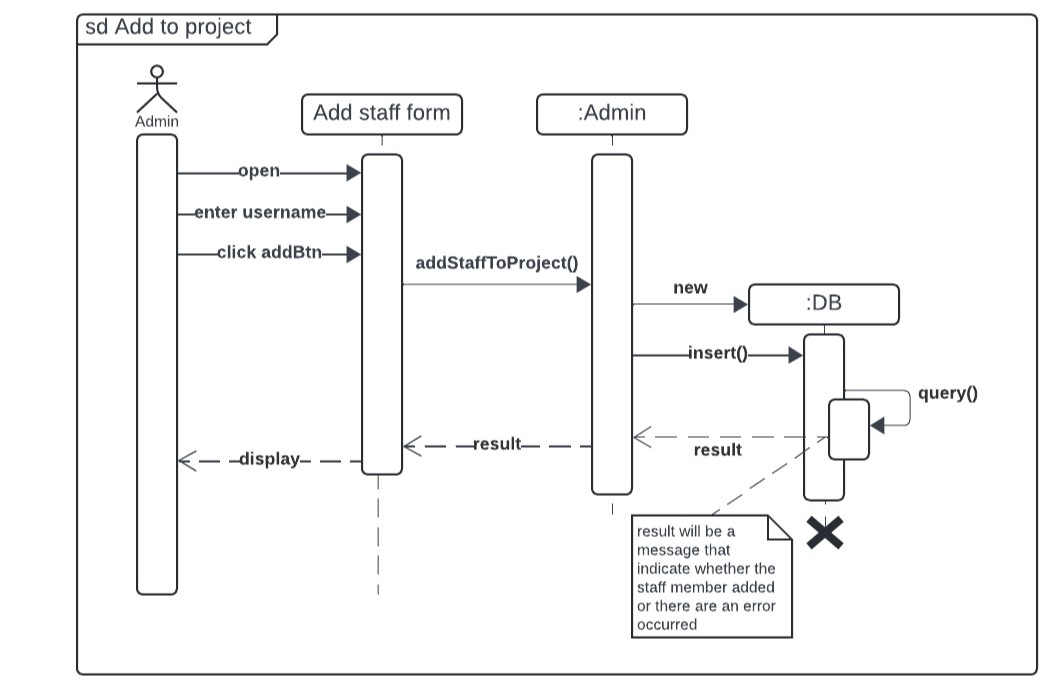 sd Add to project
Admin
Add staff form
:Admin
open
enter username
click addBtn
addStaffToProject()
new
:DB
insert()
query()
result
result
display
result will be a
message that
indicate whether the
staff member added
or there are an error
occurred